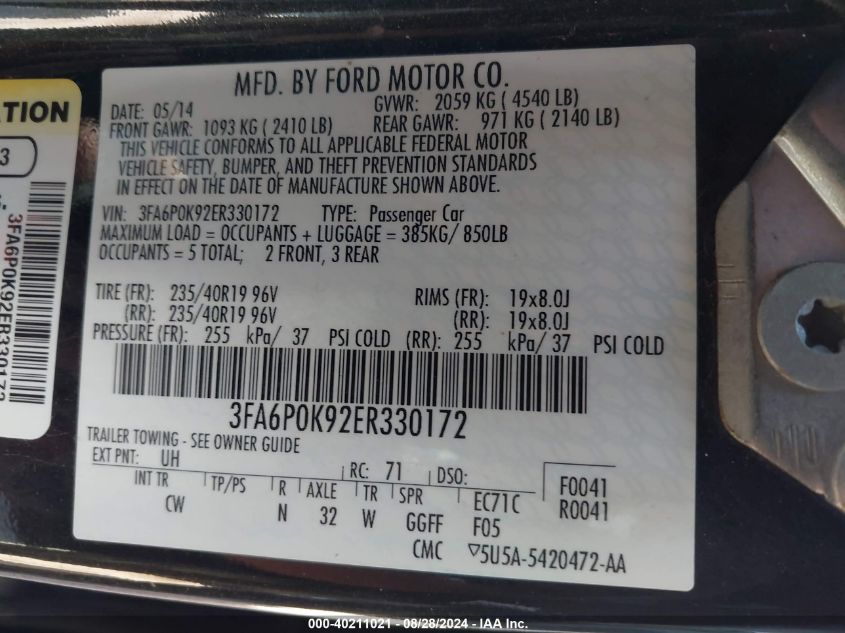 MFD. BY FORD MOTOR CO.
DATE: 05/14 GVWR: 2059 KG ( 4540 LB)
FRONT GAWR: 1093 KG ( 2410 LB) REAR GAWR: 971 KG ( 2140 LB)
THIS VEHICLE CONFORMS TO ALL APPLICABLE FEDERAL MOTOR
VEHICLE SAFETY, BUMPER, AND THEFT PREVENTION STANDARDS
IN EFFECT ON THE DATE OF MANUFACTURE SHOWN ABOVE.
VIN: 3FA6P0K92ER330172 TYPE: Passenger Car
MAXIMUM LOAD = OCCUPANTS + LUGGAGE = 385KG/ 850LB
OCCUPANTS = 5 TOTAL; 2 FRONT, 3 REAR
TIRE (FR): 235/40R19 96V RIMS (FR): 19x8.0J
(RR): 235/40R19 96V (RR): 19x8.0J
PRESSURE (FR): 255 kPa/ 37 PSI COLD (RR): 255 kPa/ 37 PSI COLD
3FA6P0K92ER330172
TRAILER TOWING - SEE OWNER GUIDE
EXT PNT: UH RC: 71 DSO: F0041
INT TR TP/PS R AXLE TR SPR EC71C R0041
CW N 32 W GGFF F05
CMC ▽5U5A-5420472-AA
ATION
3
3FA6P0K92ER330172
000-40211021 - 08/28/2024 - IAA Inc.